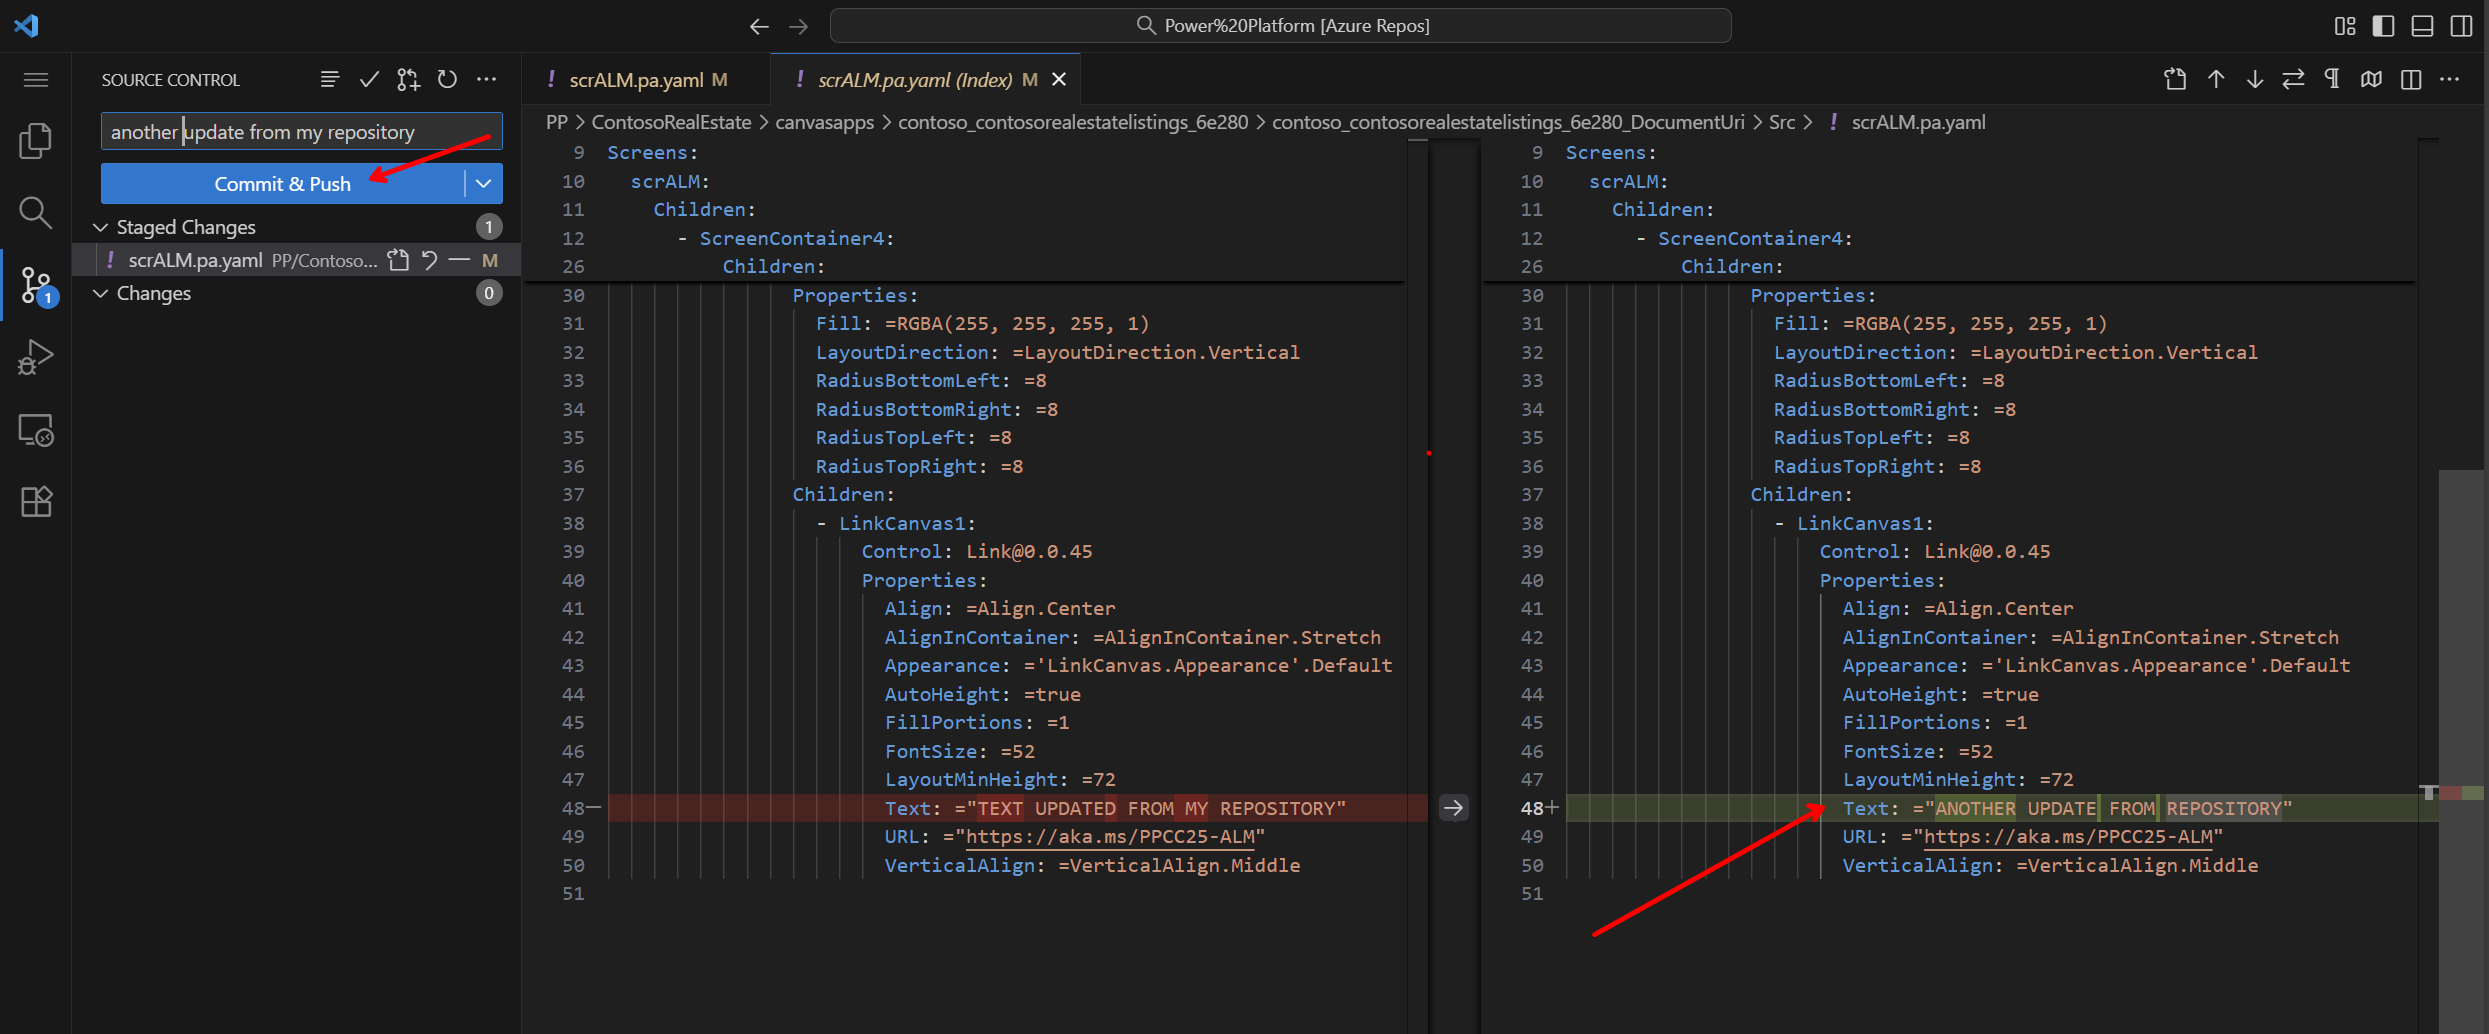 Power%20Platform [Azure Repos]
SOURCE CONTROL
another update from my repository
Commit & Push
Staged Changes 1
! scrALM.pa.yaml PP/Contoso... M
Changes 0
1
! scrALM.pa.yaml M
! scrALM.pa.yaml (Index) M
PP > ContosoRealEstate > canvasapps > contoso_contosorealestatelistings_6e280 > contoso_contosorealestatelistings_6e280_DocumentUri > Src > ! scrALM.pa.yaml
9 Screens:
10 scrALM:
11 Children:
12 - ScreenContainer4:
26 Children:
30 Properties:
31 Fill: =RGBA(255, 255, 255, 1)
32 LayoutDirection: =LayoutDirection.Vertical
33 RadiusBottomLeft: =8
34 RadiusBottomRight: =8
35 RadiusTopLeft: =8
36 RadiusTopRight: =8
37 Children:
38 - LinkCanvas1:
39 Control: Link@0.0.45
40 Properties:
41 Align: =Align.Center
42 AlignInContainer: =AlignInContainer.Stretch
43 Appearance: ='LinkCanvas.Appearance'.Default
44 AutoHeight: =true
45 FillPortions: =1
46 FontSize: =52
47 LayoutMinHeight: =72
48— Text: ="TEXT UPDATED FROM MY REPOSITORY"
49 URL: ="https://aka.ms/PPCC25-ALM"
50 VerticalAlign: =VerticalAlign.Middle
51
9 Screens:
10 scrALM:
11 Children:
12 - ScreenContainer4:
26 Children:
30 Properties:
31 Fill: =RGBA(255, 255, 255, 1)
32 LayoutDirection: =LayoutDirection.Vertical
33 RadiusBottomLeft: =8
34 RadiusBottomRight: =8
35 RadiusTopLeft: =8
36 RadiusTopRight: =8
37 Children:
38 - LinkCanvas1:
39 Control: Link@0.0.45
40 Properties:
41 Align: =Align.Center
42 AlignInContainer: =AlignInContainer.Stretch
43 Appearance: ='LinkCanvas.Appearance'.Default
44 AutoHeight: =true
45 FillPortions: =1
46 FontSize: =52
47 LayoutMinHeight: =72
48+ Text: ="ANOTHER UPDATE FROM REPOSITORY"
49 URL: ="https://aka.ms/PPCC25-ALM"
50 VerticalAlign: =VerticalAlign.Middle
51